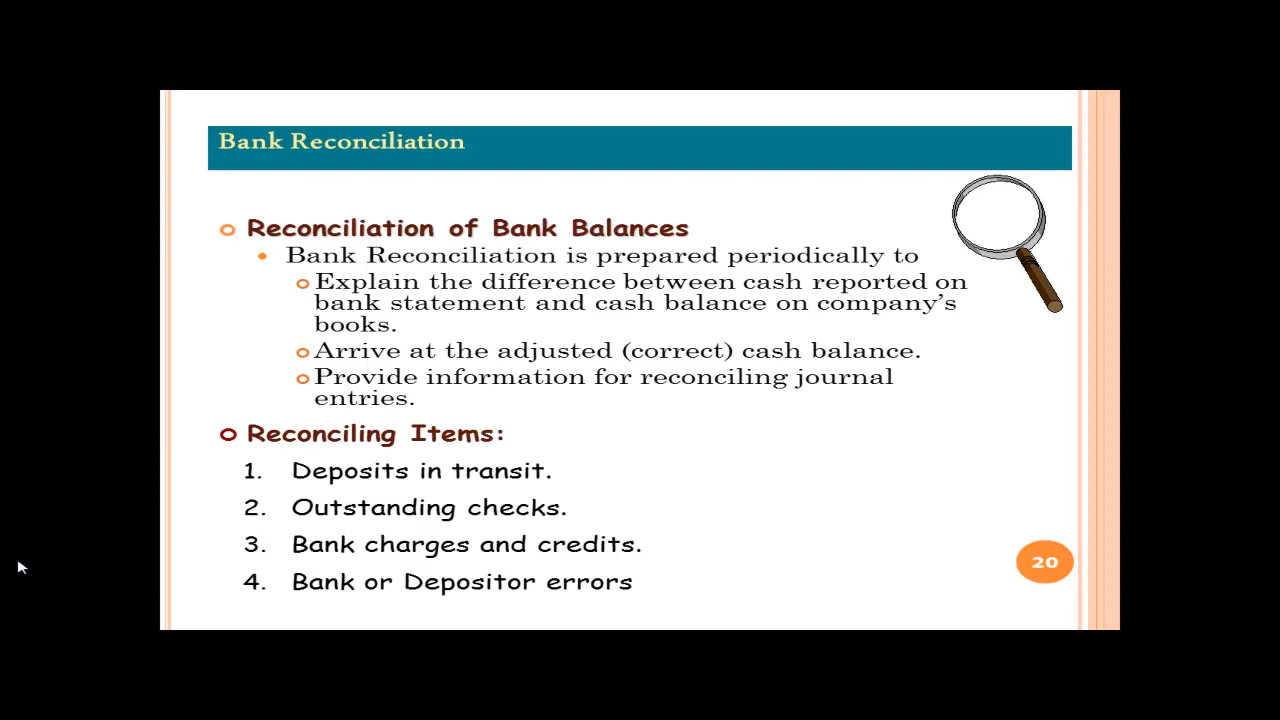 Bank Reconciliation
Reconciliation of Bank Balances
Bank Reconciliation is prepared periodically to
Explain the difference between cash reported on
bank statement and cash balance on company's
books.
Arrive at the adjusted (correct) cash balance.
Provide information for reconciling journal
entries.
Reconciling Items:
1. Deposits in transit.
2. Outstanding checks.
3. Bank charges and credits.
4. Bank or Depositor errors
20